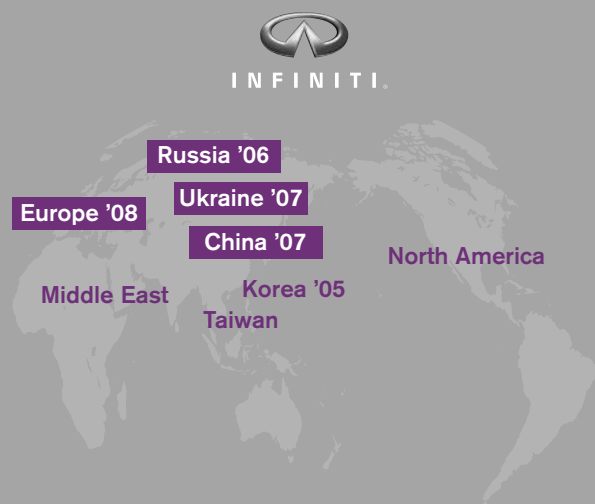 INFINITI®
Russia ’06
Ukraine ’07
Europe ’08
China ’07
North America
Korea ’05
Middle East
Taiwan